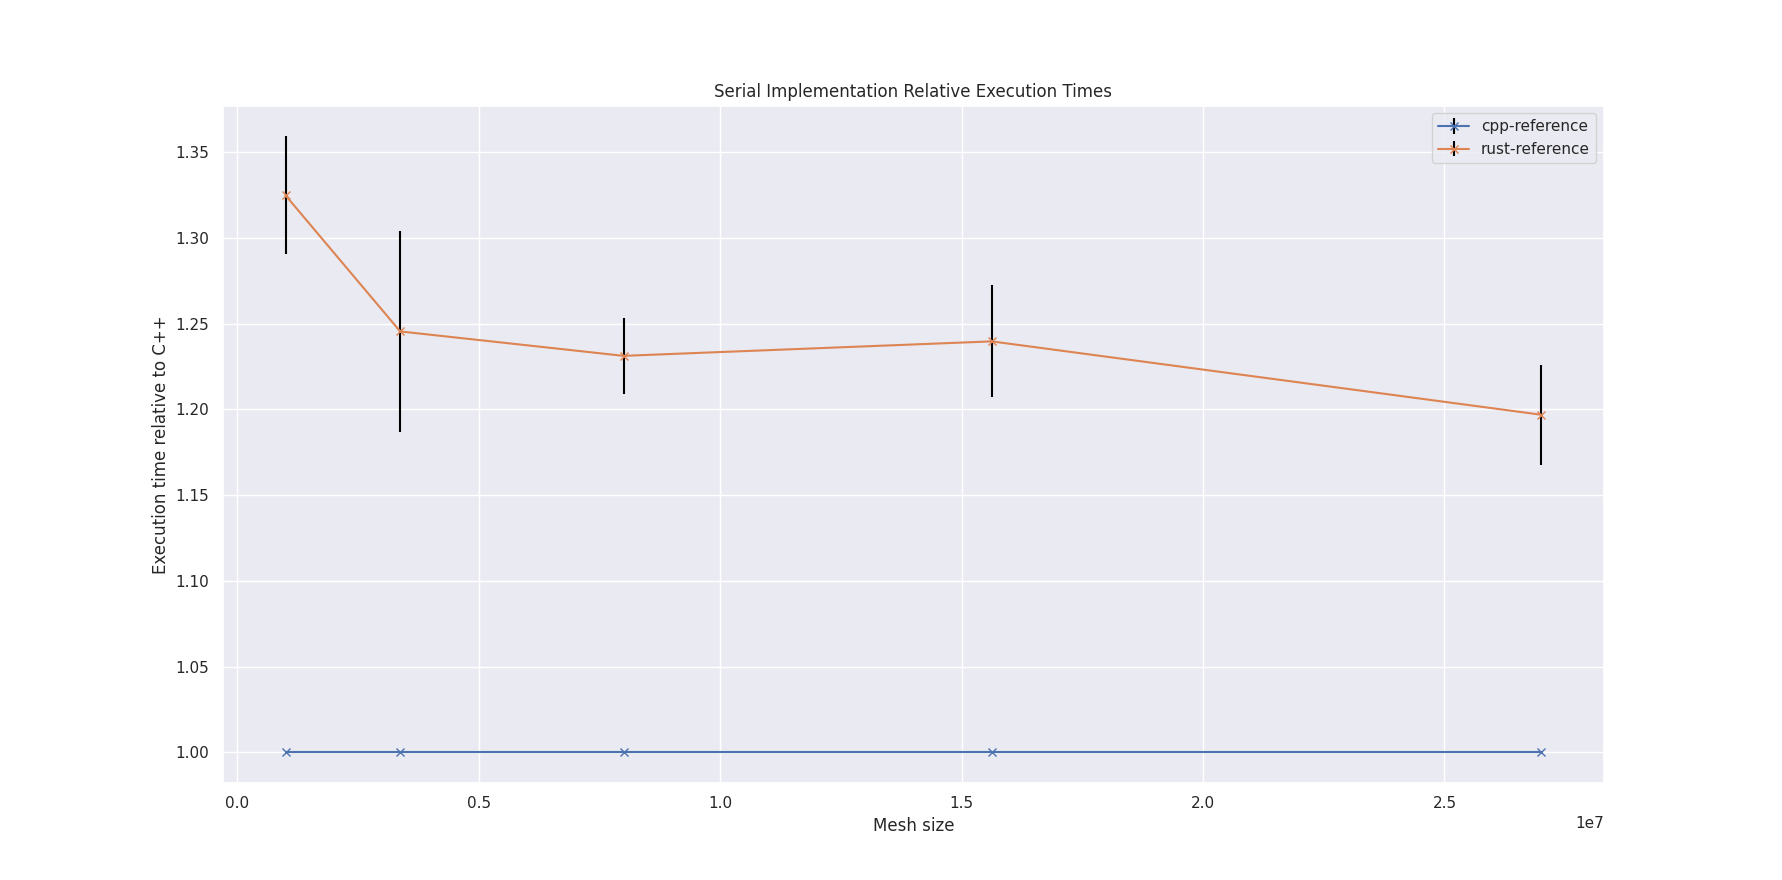 Serial Implementation Relative Execution Times
cpp-reference
rust-reference
Execution time relative to C++
1.35
1.30
1.25
1.20
1.15
1.10
1.05
1.00
0.0 0.5 1.0 1.5 2.0 2.5
1e7
Mesh size